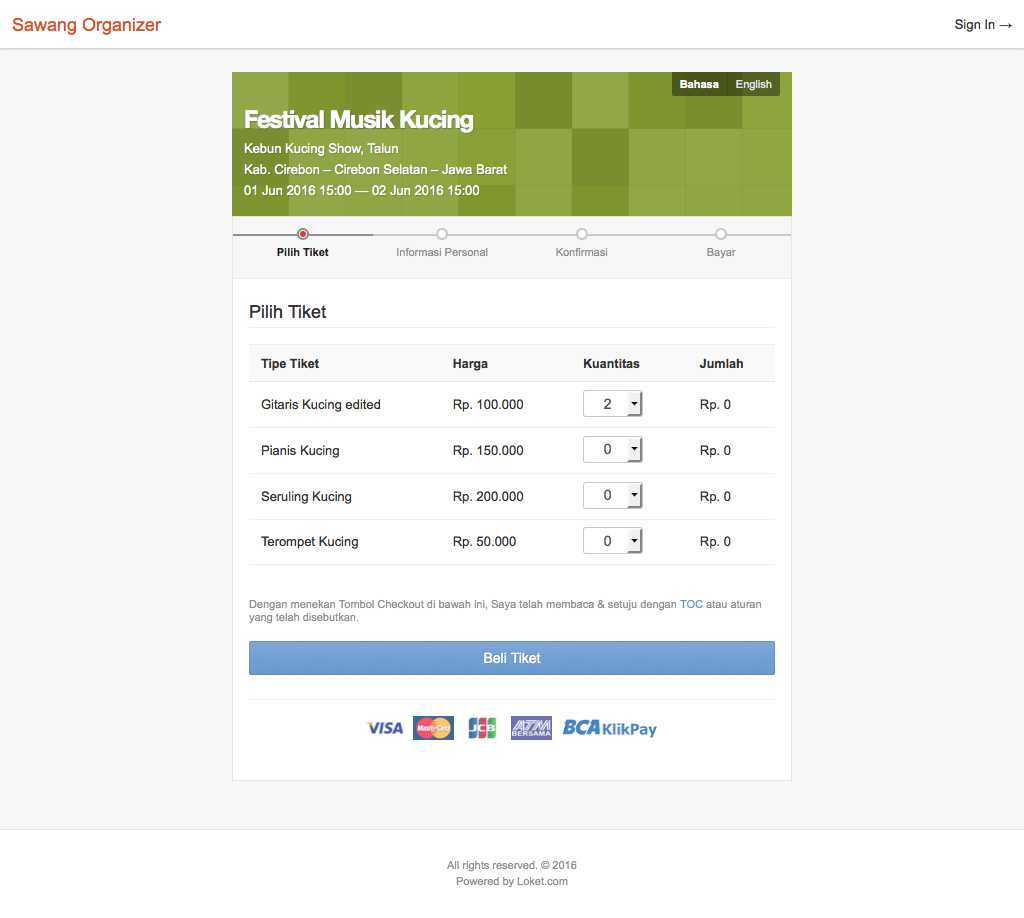 Sawang Organizer
Sign In →
Bahasa English
Festival Musik Kucing
Kebun Kucing Show, Talun
Kab. Cirebon – Cirebon Selatan – Jawa Barat
01 Jun 2016 15:00 — 02 Jun 2016 15:00
Pilih Tiket Informasi Personal Konfirmasi Bayar
Pilih Tiket
Tipe Tiket Harga Kuantitas Jumlah
Gitaris Kucing edited Rp. 100.000 2 Rp. 0
Pianis Kucing Rp. 150.000 0 Rp. 0
Seruling Kucing Rp. 200.000 0 Rp. 0
Terompet Kucing Rp. 50.000 0 Rp. 0
Dengan menekan Tombol Checkout di bawah ini, Saya telah membaca & setuju dengan TOC atau aturan
yang telah disebutkan.
Beli Tiket
VISA MasterCard JCB ATM BERSAMA BCA KlikPay
All rights reserved. © 2016
Powered by Loket.com